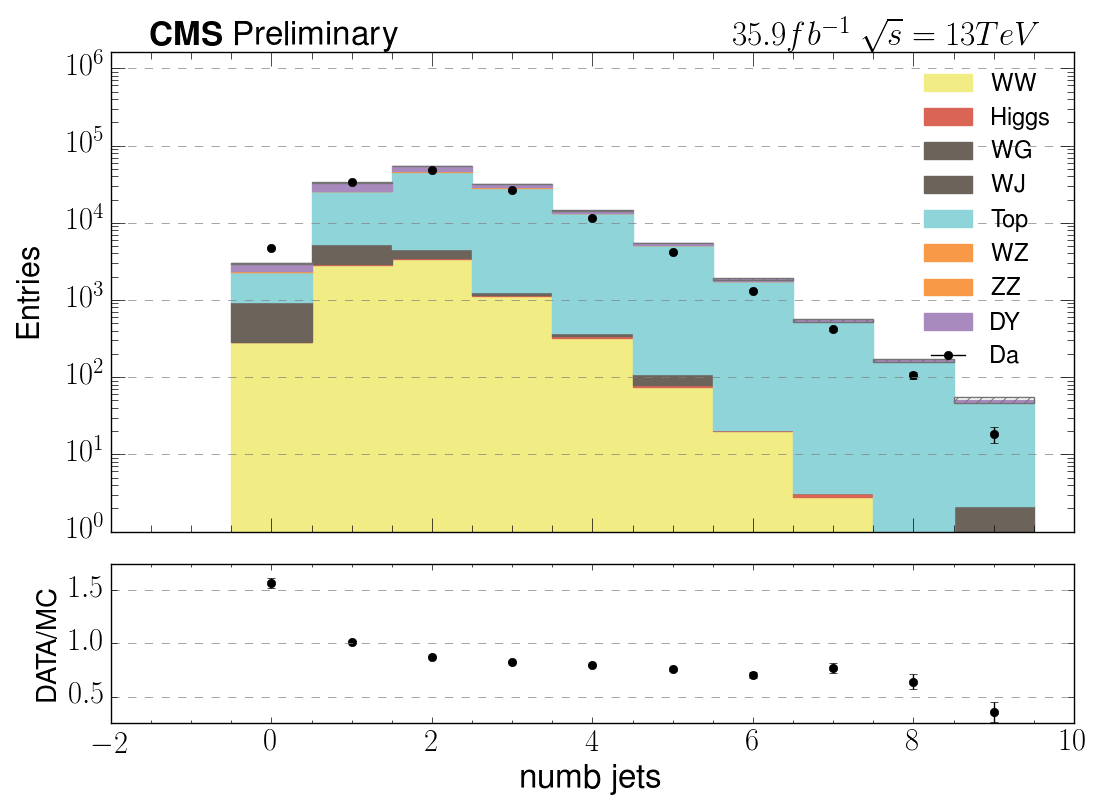 CMS Preliminary 35.9fb⁻¹ √s = 13TeV
10⁶
10⁵
10⁴
10³
10²
10¹
10⁰
Entries
WW
Higgs
WG
WJ
Top
WZ
ZZ
DY
Da
1.5
1.0
0.5
DATA/MC
−2 0 2 4 6 8 10
numb jets